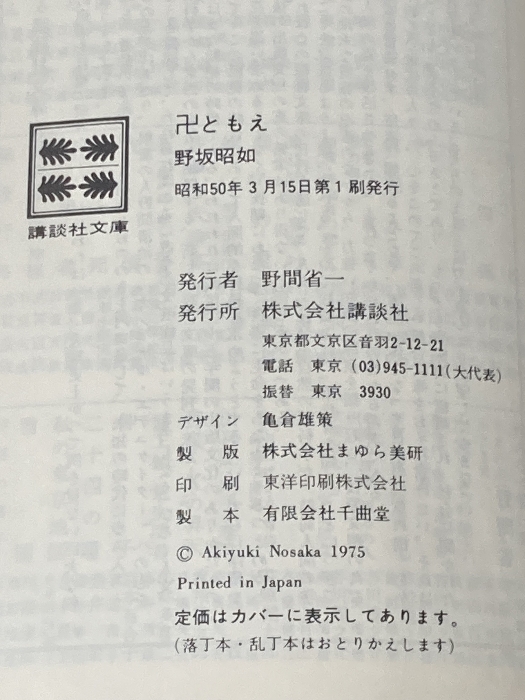 卍ともえ
野坂昭如
昭和50年3月15日第1刷発行
講談社文庫
発行者 野間省一
発行所 株式会社講談社
東京都文京区音羽2-12-21
電話 東京 (03)945-1111(大代表)
振替 東京 3930
デザイン 亀倉雄策
製版 株式会社まゆら美研
印刷 東洋印刷株式会社
製本 有限会社千曲堂
© Akiyuki Nosaka 1975
Printed in Japan
定価はカバーに表示してあります。
(落丁本・乱丁本はおとりかえします)